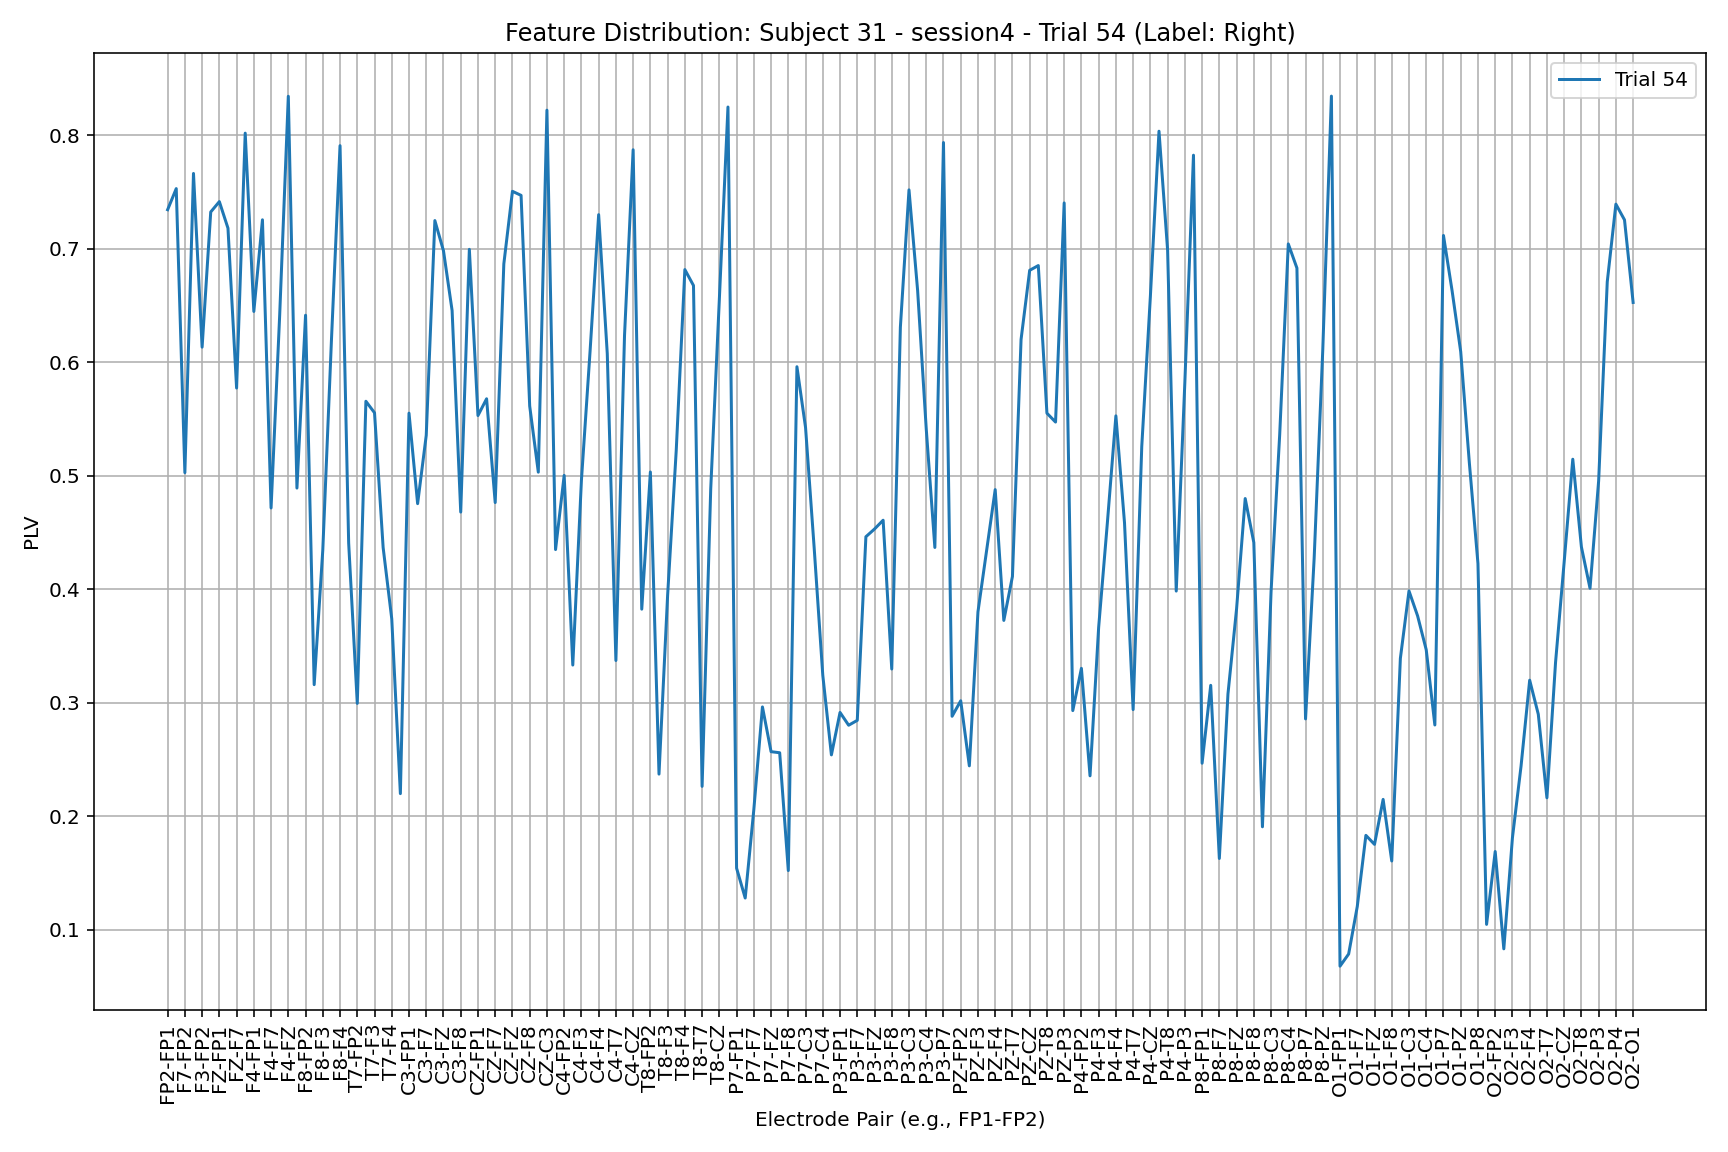 Feature Distribution: Subject 31 - session4 - Trial 54 (Label: Right)
Trial 54
PLV
0.8
0.7
0.6
0.5
0.4
0.3
0.2
0.1
FP2-FP1
F7-FP2
F3-FP2
FZ-FP1
FZ-F7
F4-FP1
F4-F7
F4-FZ
F8-FP2
F8-F3
F8-F4
T7-FP2
T7-F3
T7-F4
C3-FP1
C3-F7
C3-FZ
C3-F8
CZ-FP1
CZ-F7
CZ-FZ
CZ-F8
CZ-C3
C4-FP2
C4-F3
C4-F4
C4-T7
C4-CZ
T8-FP2
T8-F3
T8-F4
T8-T7
T8-CZ
P7-FP1
P7-F7
P7-FZ
P7-F8
P7-C3
P7-C4
P3-FP1
P3-F7
P3-FZ
P3-F8
P3-C3
P3-C4
P3-P7
PZ-FP2
PZ-F3
PZ-F4
PZ-T7
PZ-CZ
PZ-T8
PZ-P3
P4-FP2
P4-F3
P4-F4
P4-T7
P4-CZ
P4-T8
P4-P3
P8-FP1
P8-F7
P8-FZ
P8-F8
P8-C3
P8-C4
P8-P7
P8-PZ
O1-FP1
O1-F7
O1-FZ
O1-F8
O1-C3
O1-C4
O1-P7
O1-PZ
O1-P8
O2-FP2
O2-F3
O2-F4
O2-T7
O2-CZ
O2-T8
O2-P3
O2-P4
O2-O1
Electrode Pair (e.g., FP1-FP2)